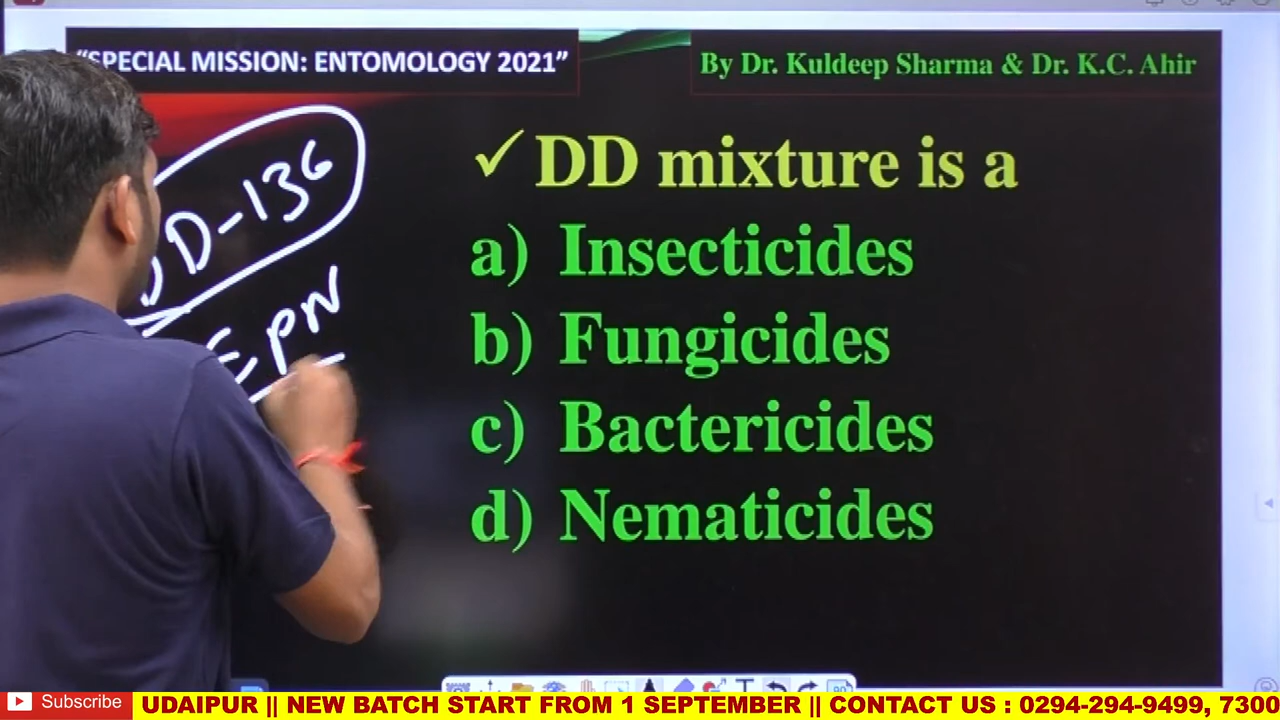 “SPECIAL MISSION: ENTOMOLOGY 2021”
By Dr. Kuldeep Sharma & Dr. K.C. Ahir
DD-136
EPN
✓ DD mixture is a
a) Insecticides
b) Fungicides
c) Bactericides
d) Nematicides
Subscribe
UDAIPUR || NEW BATCH START FROM 1 SEPTEMBER || CONTACT US : 0294-294-9499, 7300